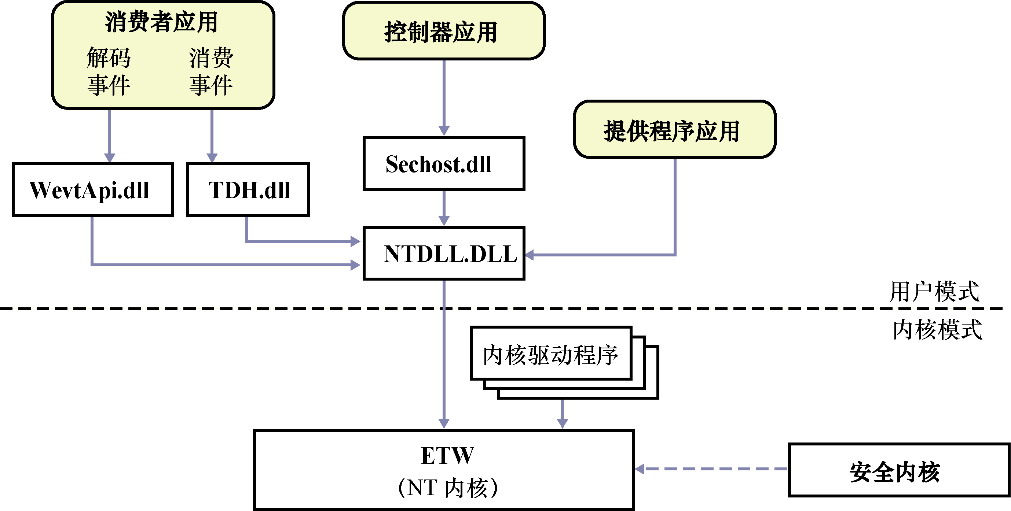 消费者应用
解码 消费
事件 事件
控制器应用
提供程序应用
Sechost.dll
WevtApi.dll
TDH.dll
NTDLL.DLL
用户模式
内核模式
内核驱动程序
ETW
（NT 内核）
安全内核